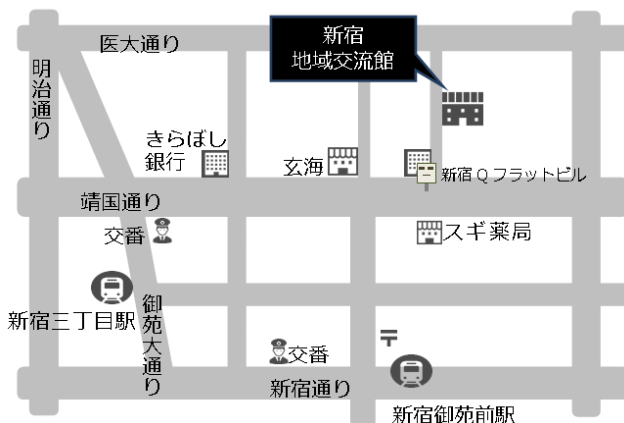 医大通り
新宿
地域交流館
明治通り
きらぼし
銀行
玄海
新宿Qフラットビル
靖国通り
交番
スギ薬局
新宿三丁目駅
御苑大通り
交番
〒
新宿通り
新宿御苑前駅